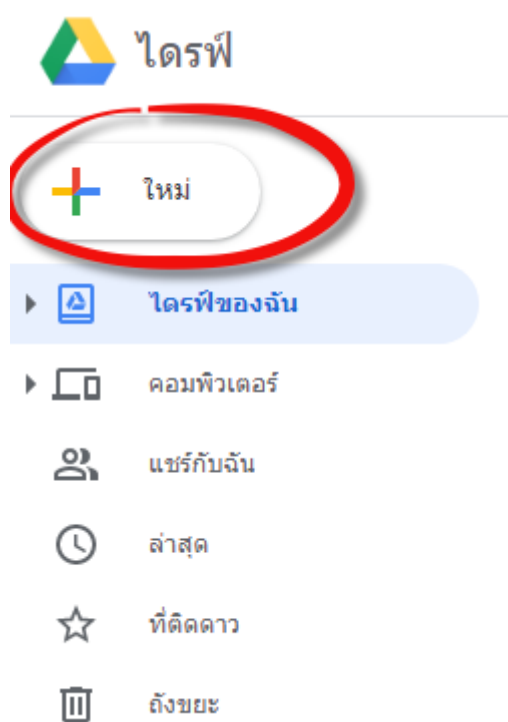 ไดรฟ์
ใหม่
ไดรฟ์ของฉัน
คอมพิวเตอร์
แชร์กับฉัน
ล่าสุด
ที่ติดดาว
ถังขยะ